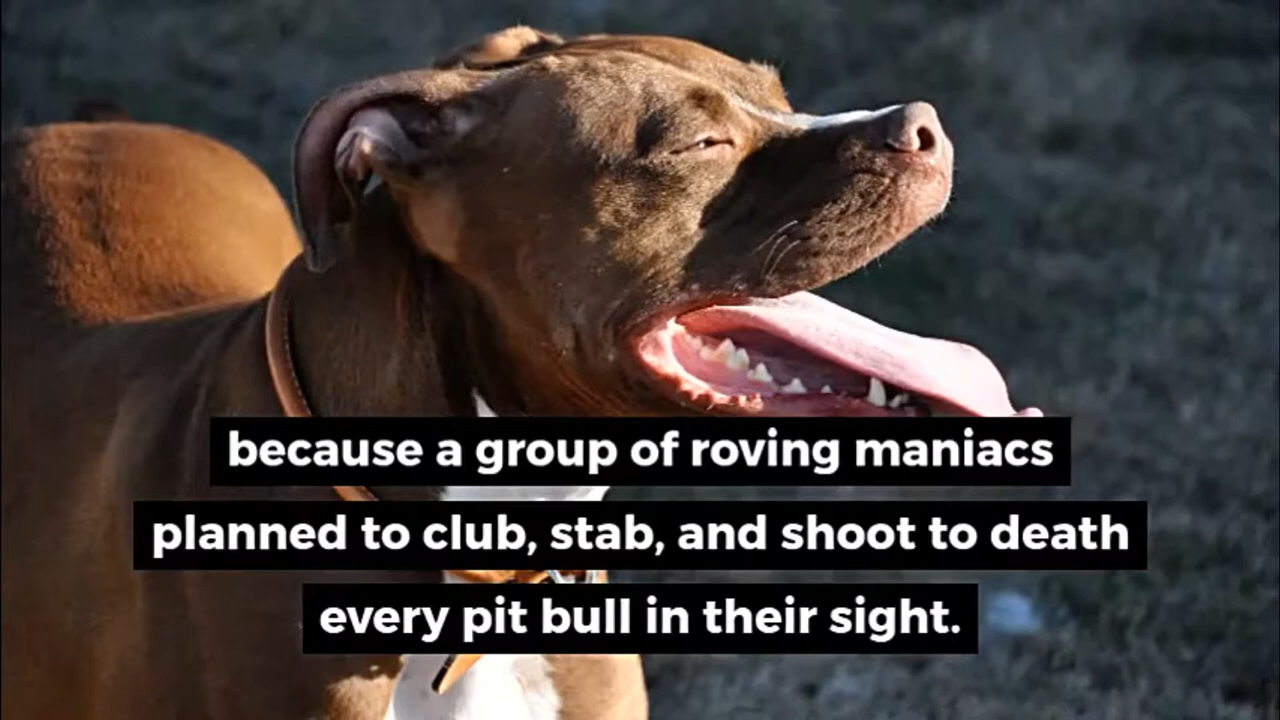 because a group of roving maniacs
planned to club, stab, and shoot to death
every pit bull in their sight.